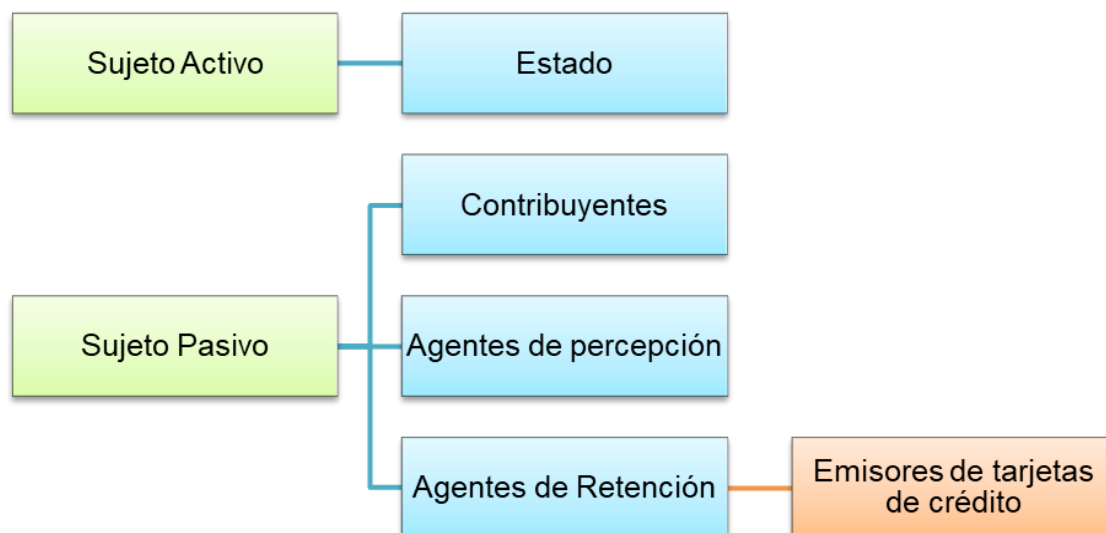 Sujeto Activo
Estado
Contribuyentes
Sujeto Pasivo
Agentes de percepción
Agentes de Retención
Emisores de tarjetas
de crédito